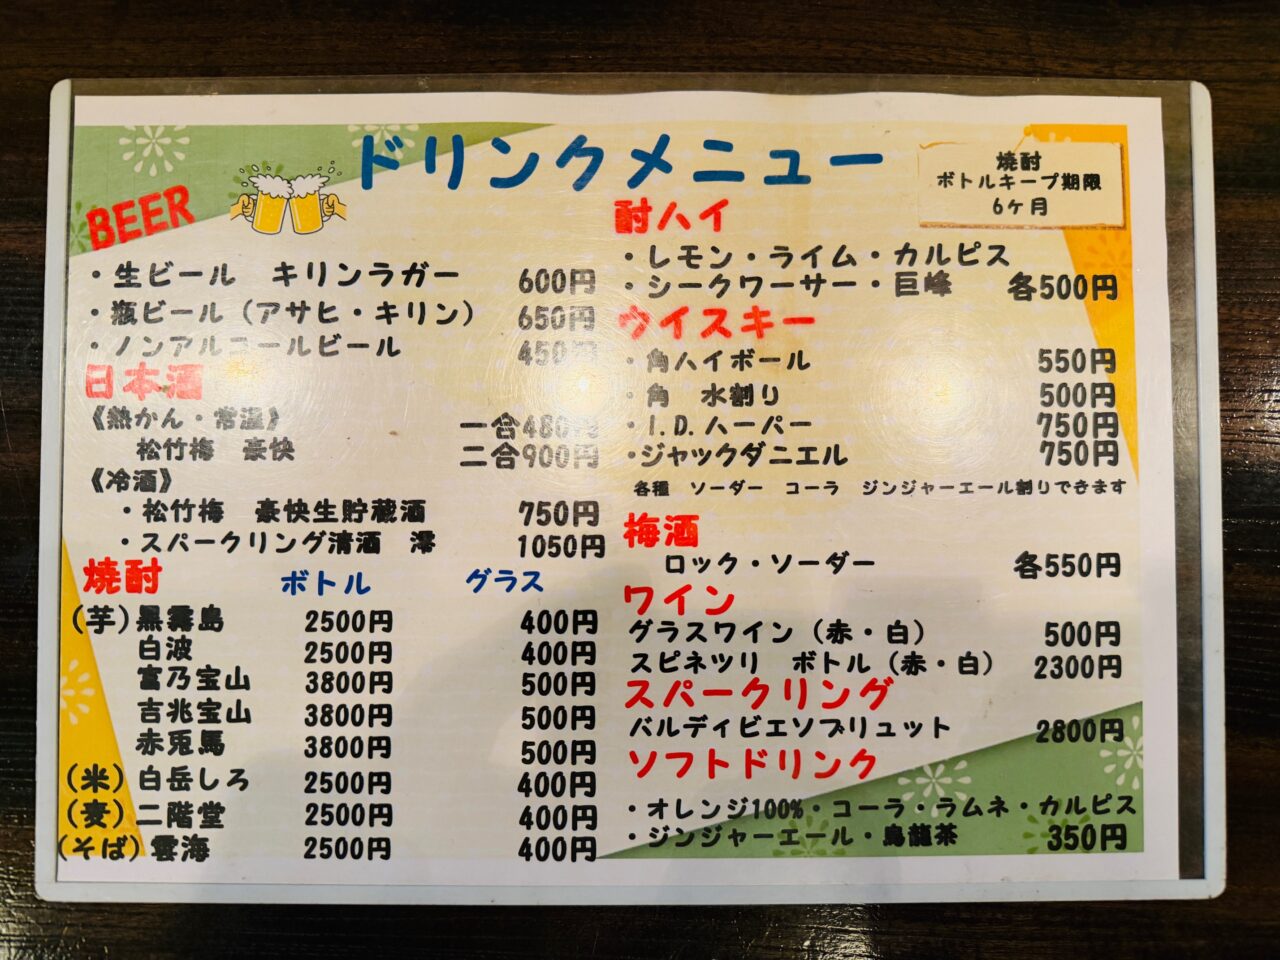 ドリンクメニュー
焼酎
ボトルキープ期限
6ケ月
BEER
・生ビール キリンラガー 600円
・瓶ビール（アサヒ・キリン） 650円
・ノンアルコールビール 450円
日本酒
《熱かん・常温》 一合480円
松竹梅 豪快 二合900円
《冷酒》
・松竹梅 豪快生貯蔵酒 750円
・スパークリング清酒 澪 1050円
焼酎 ボトル グラス
(芋)黒霧島 2500円 400円
白波 2500円 400円
富乃宝山 3800円 500円
吉兆宝山 3800円 500円
赤兎馬 3800円 500円
(米)白岳しろ 2500円 400円
(麦)二階堂 2500円 400円
(そば)雲海 2500円 400円
酎ハイ
・レモン・ライム・カルピス
・シークワーサー・巨峰 各500円
ウイスキー
・角ハイボール 550円
・角 水割り 500円
・I.D.ハーパー 750円
・ジャックダニエル 750円
各種 ソーダー コーラ ジンジャーエール割りできます
梅酒
ロック・ソーダー 各550円
ワイン
グラスワイン（赤・白） 500円
スピネツリ ボトル（赤・白） 2300円
スパークリング
バルディビエソブリュット 2800円
ソフトドリンク
・オレンジ100%・コーラ・ラムネ・カルピス
・ジンジャーエール・烏龍茶 350円